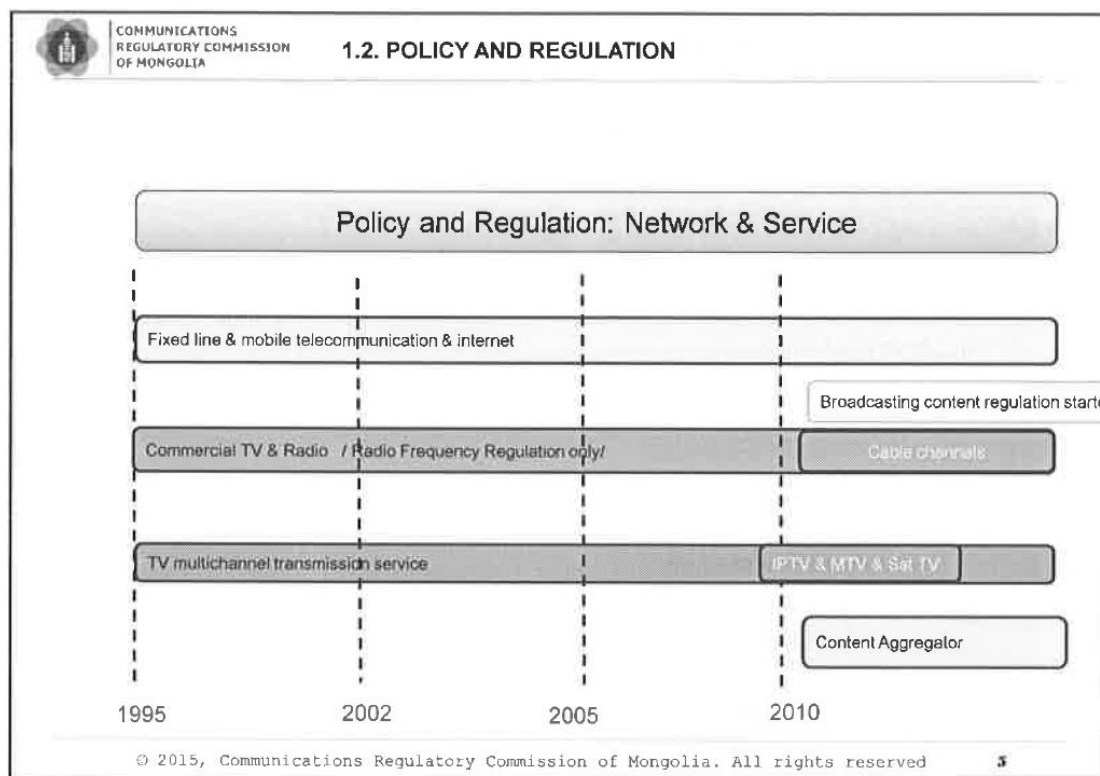 COMMUNICATIONS
REGULATORY COMMISSION
OF MONGOLIA
1.2. POLICY AND REGULATION
Policy and Regulation: Network & Service
Fixed line & mobile telecommunication & internet
Broadcasting content regulation starte
Commercial TV & Radio / Radio Frequency Regulation only/
Cable channels
TV multichannel transmission service
IPTV & MTV & Sat TV
Content Aggregator
1995
2002
2005
2010
© 2015, Communications Regulatory Commission of Mongolia. All rights reserved
5